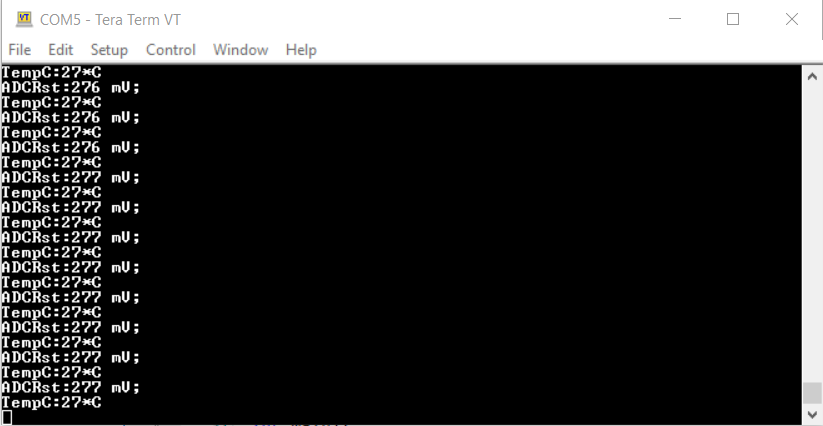 COM5 - Tera Term VT
File Edit Setup Control Window Help
TempC:27*C
ADCRst:276 mV;
TempC:27*C
ADCRst:276 mV;
TempC:27*C
ADCRst:276 mV;
TempC:27*C
ADCRst:277 mV;
TempC:27*C
ADCRst:277 mV;
TempC:27*C
ADCRst:277 mV;
TempC:27*C
ADCRst:277 mV;
TempC:27*C
ADCRst:277 mV;
TempC:27*C
ADCRst:277 mV;
TempC:27*C
ADCRst:277 mV;
TempC:27*C
ADCRst:277 mV;
TempC:27*C